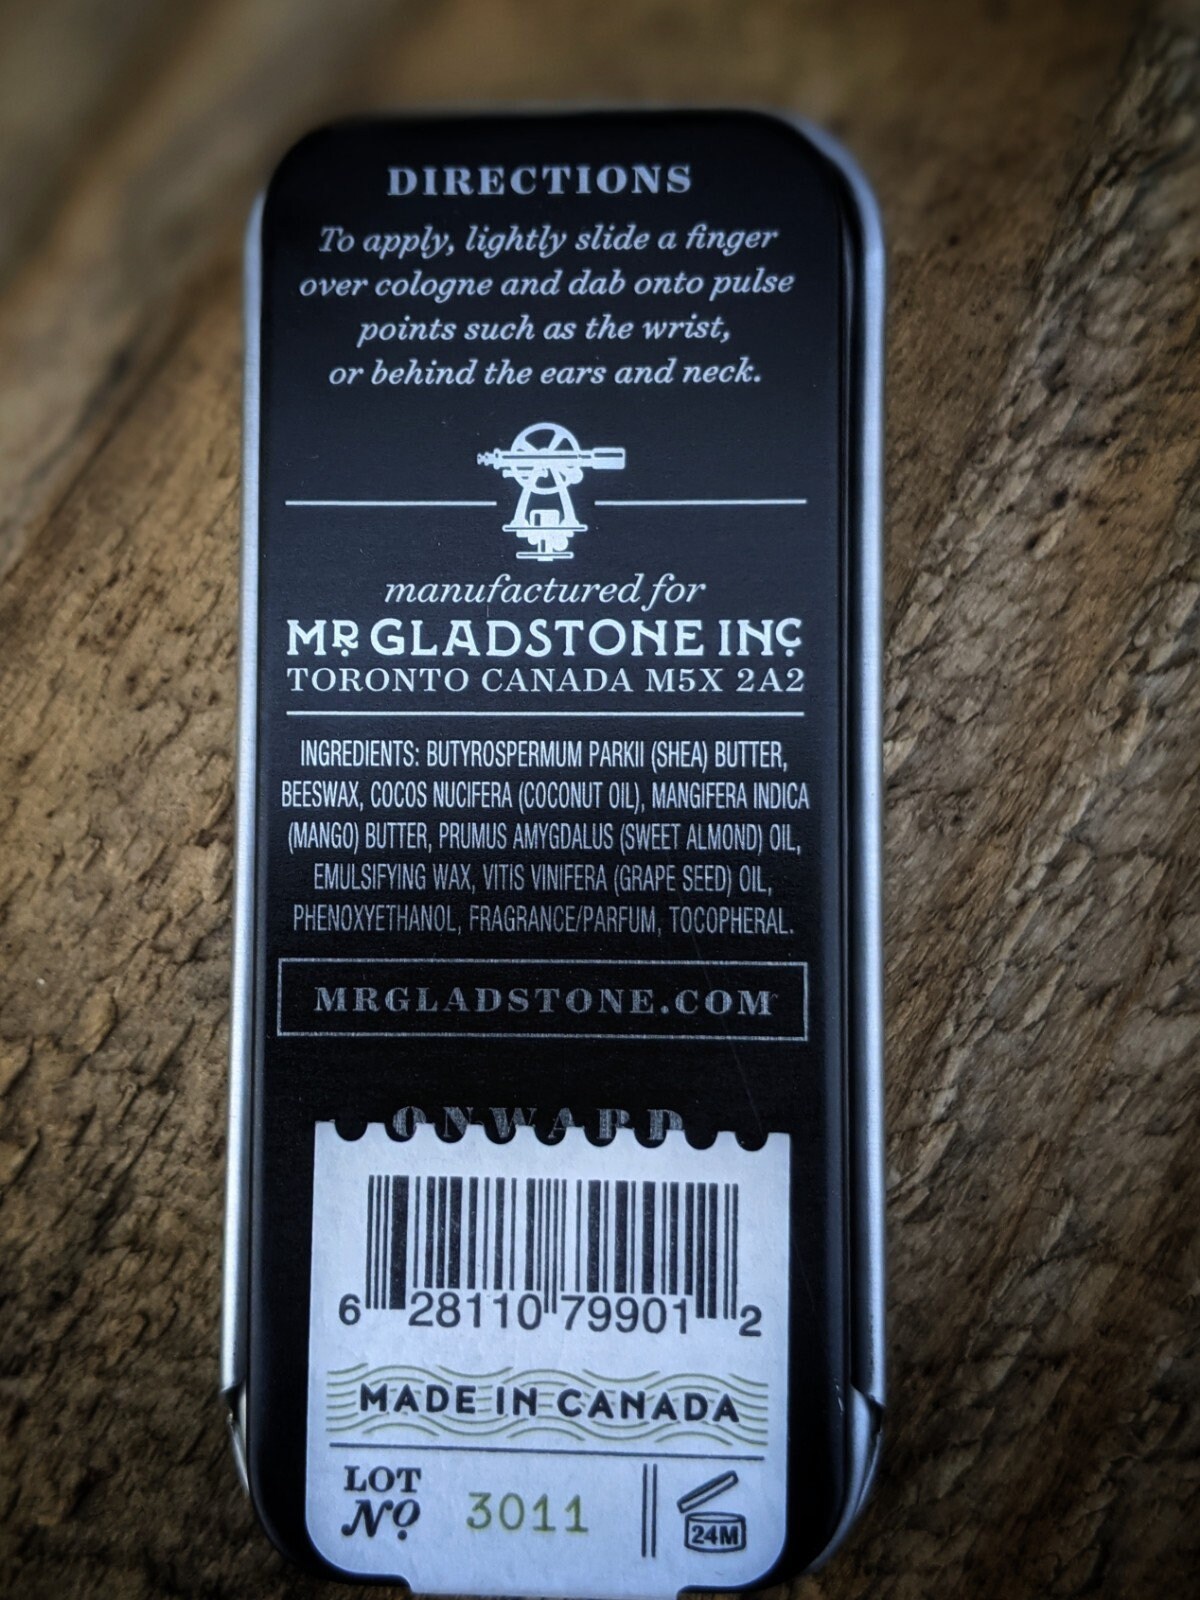 DIRECTIONS
To apply, lightly slide a finger
over cologne and dab onto pulse
points such as the wrist,
or behind the ears and neck.
manufactured for
MR GLADSTONE INC
TORONTO CANADA M5X 2A2
INGREDIENTS: BUTYROSPERMUM PARKII (SHEA) BUTTER,
BEESWAX, COCOS NUCIFERA (COCONUT OIL), MANGIFERA INDICA
(MANGO) BUTTER, PRUMUS AMYGDALUS (SWEET ALMOND) OIL,
EMULSIFYING WAX, VITIS VINIFERA (GRAPE SEED) OIL,
PHENOXYETHANOL, FRAGRANCE/PARFUM, TOCOPHERAL.
MRGLADSTONE.COM
ONWARD
6 28110 79901 2
MADE IN CANADA
LOT
Nº 3011
24M